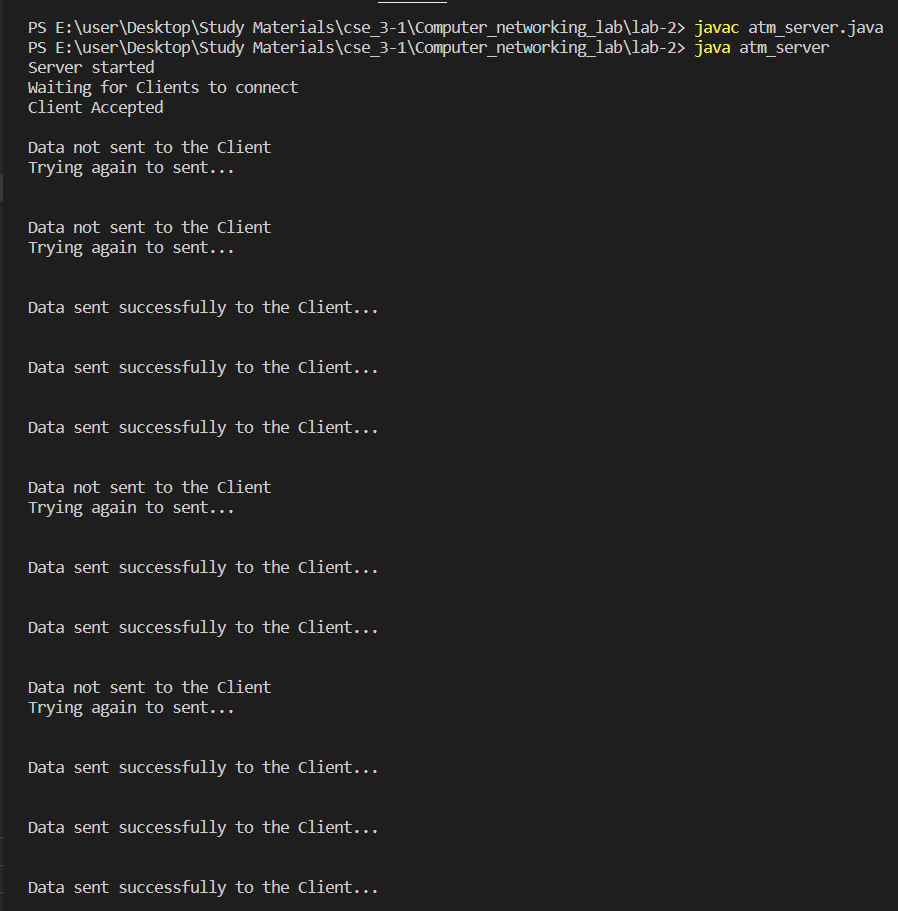 PS E:\user\Desktop\Study Materials\cse_3-1\Computer_networking_lab\lab-2> javac atm_server.java
PS E:\user\Desktop\Study Materials\cse_3-1\Computer_networking_lab\lab-2> java atm_server
Server started
Waiting for Clients to connect
Client Accepted
Data not sent to the Client
Trying again to sent...
Data not sent to the Client
Trying again to sent...
Data sent successfully to the Client...
Data sent successfully to the Client...
Data sent successfully to the Client...
Data not sent to the Client
Trying again to sent...
Data sent successfully to the Client...
Data sent successfully to the Client...
Data not sent to the Client
Trying again to sent...
Data sent successfully to the Client...
Data sent successfully to the Client...
Data sent successfully to the Client...